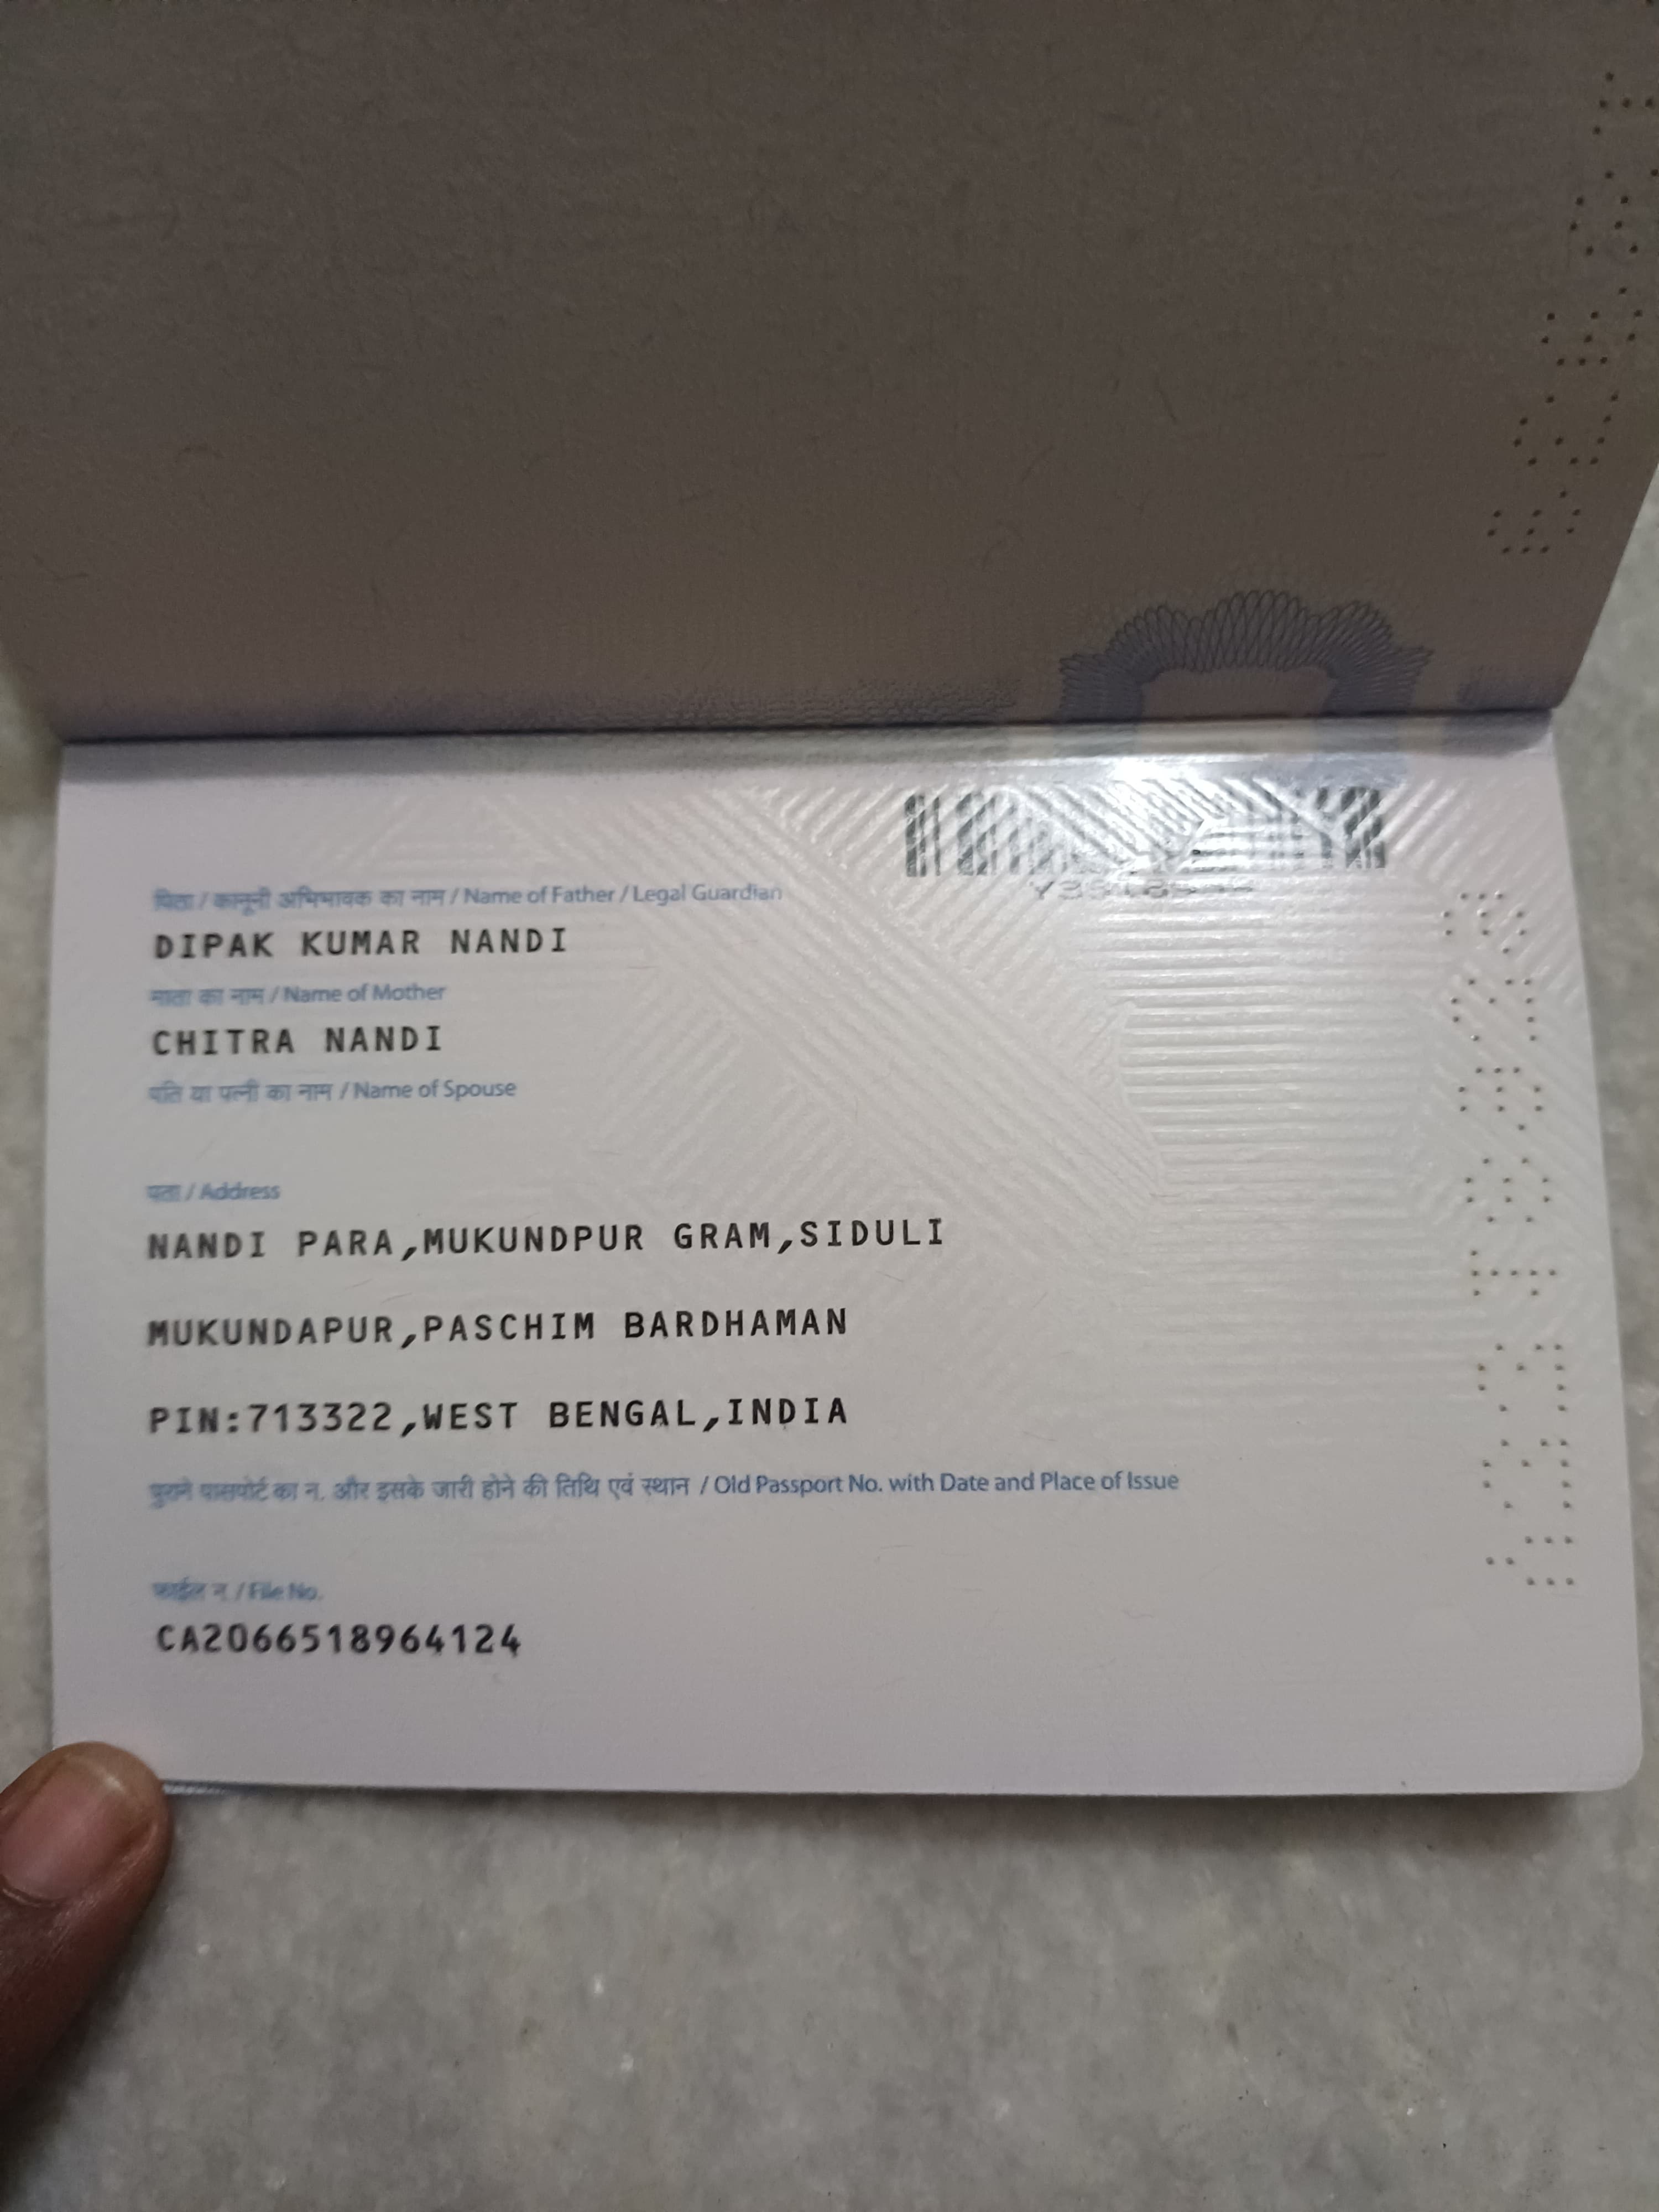 पिता / कानूनी अभिभावक का नाम / Name of Father / Legal Guardian
DIPAK KUMAR NANDI
माता का नाम / Name of Mother
CHITRA NANDI
पति या पत्नी का नाम / Name of Spouse
पता / Address
NANDI PARA,MUKUNDPUR GRAM,SIDULI
MUKUNDAPUR,PASCHIM BARDHAMAN
PIN:713322,WEST BENGAL,INDIA
पुराने पासपोर्ट का न. और इसके जारी होने की तिथि एवं स्थान / Old Passport No. with Date and Place of Issue
फाईल न. / File No.
CA2066518964124